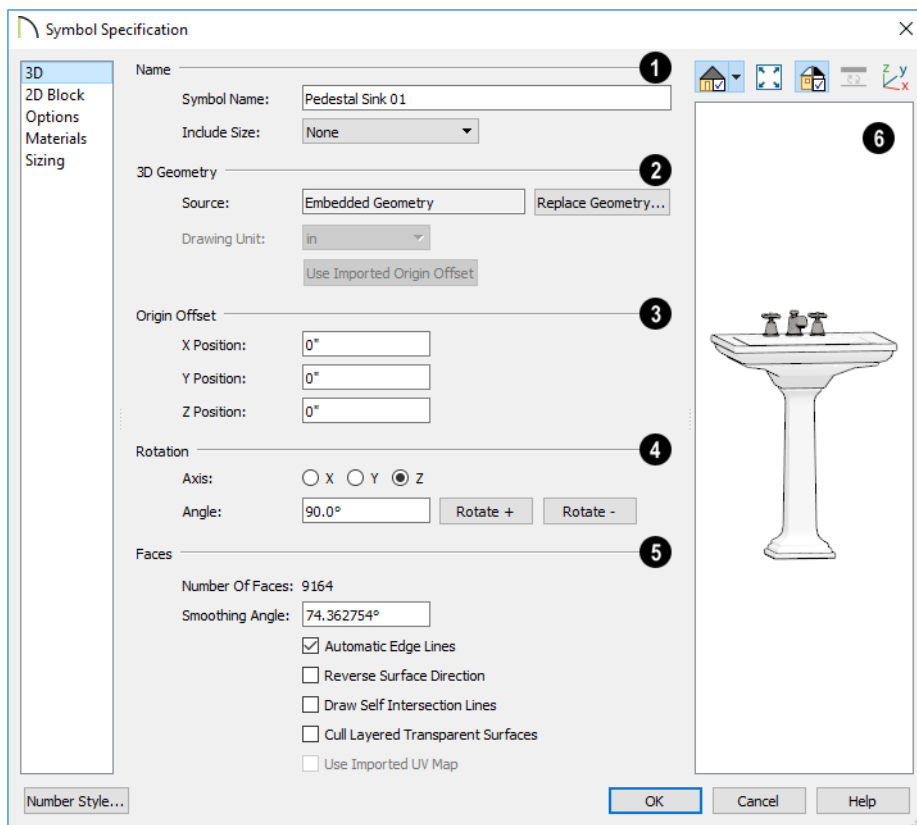 Symbol Specification
3D
2D Block
Options
Materials
Sizing
Name
1
Symbol Name: Pedestal Sink 01
Include Size: None
3D Geometry
2
Source: Embedded Geometry Replace Geometry...
Drawing Unit: in
Use Imported Origin Offset
Origin Offset
3
X Position: 0"
Y Position: 0"
Z Position: 0"
Rotation
4
Axis: X Y Z
Angle: 90.0° Rotate + Rotate -
Faces
5
Number Of Faces: 9164
Smoothing Angle: 74.362754°
Automatic Edge Lines
Reverse Surface Direction
Draw Self Intersection Lines
Cull Layered Transparent Surfaces
Use Imported UV Map
z y x
6
Number Style... OK Cancel Help